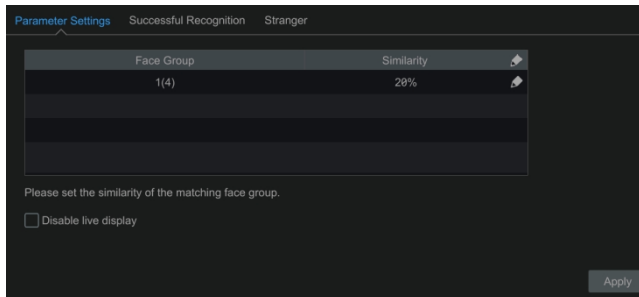 Parameter Settings Successful Recognition Stranger
Face Group Similarity
1(4) 20%
Please set the similarity of the matching face group.
Disable live display
Apply